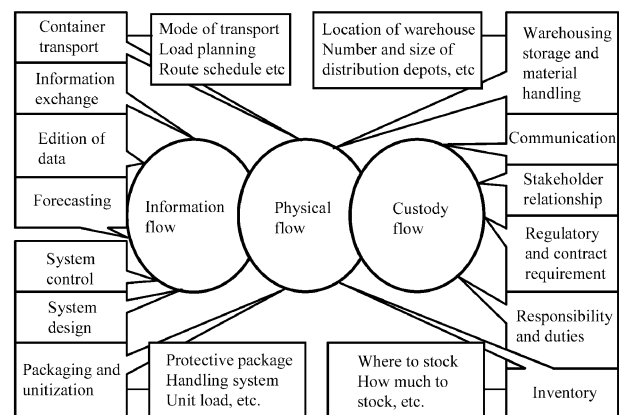 Container
transport
Mode of transport
Load planning
Route schedule etc
Location of warehouse
Number and size of
distribution depots, etc
Warehousing
storage and
material
handling
Information
exchange
Edition of
data
Communication
Forecasting
Stakeholder
relationship
Information
flow
Physical
flow
Custody
flow
Regulatory
and contract
requirement
System
control
System
design
Responsibility
and duties
Packaging and
unitization
Protective package
Handling system
Unit load, etc.
Where to stock
How much to
stock, etc.
Inventory